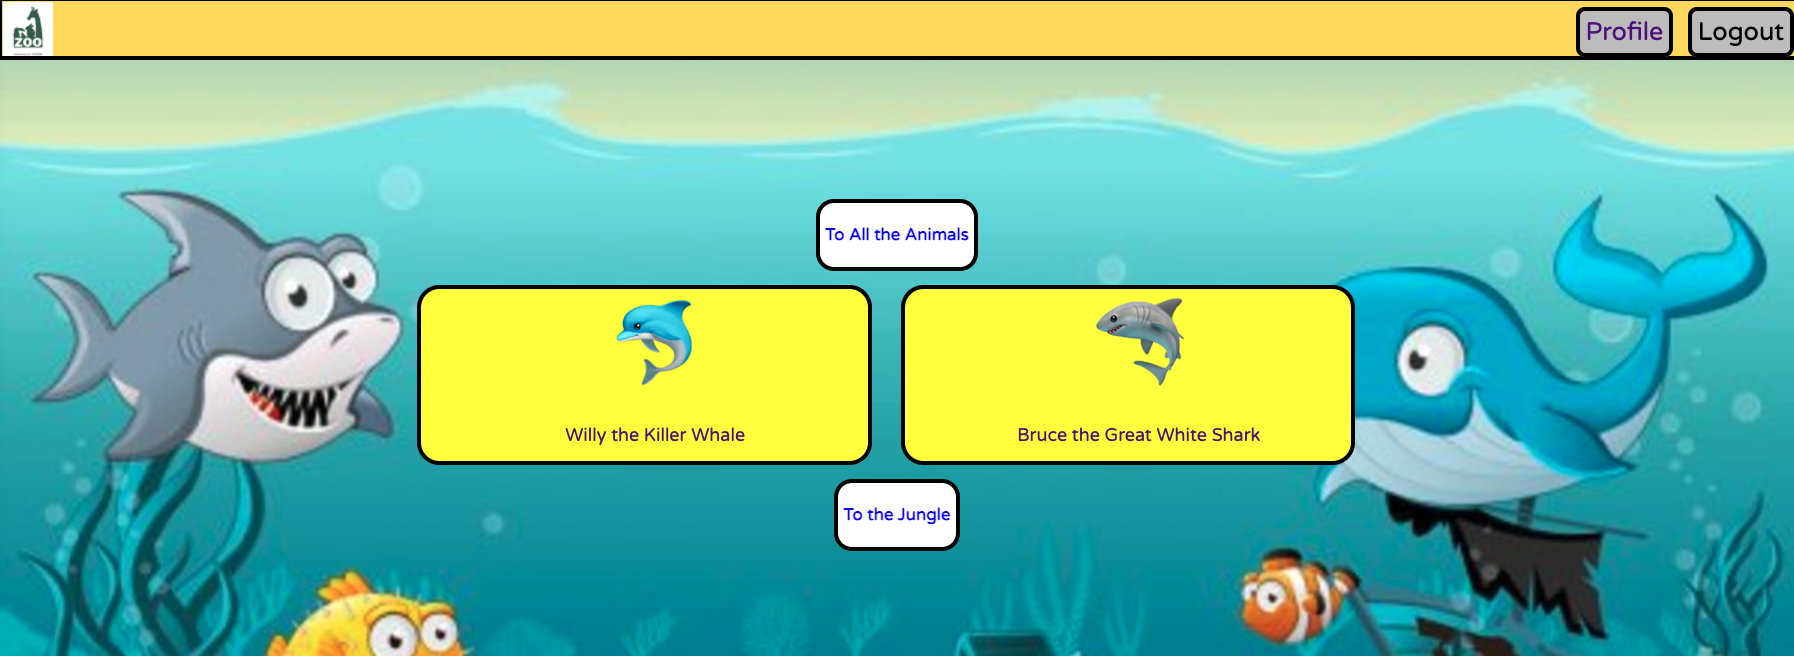 ZOO
Profile
Logout
To All the Animals
Willy the Killer Whale
Bruce the Great White Shark
To the Jungle